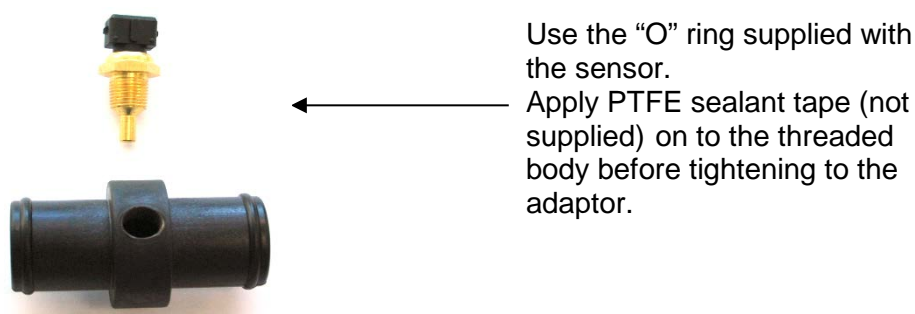 Use the “O” ring supplied with
the sensor.
Apply PTFE sealant tape (not
supplied) on to the threaded
body before tightening to the
adaptor.